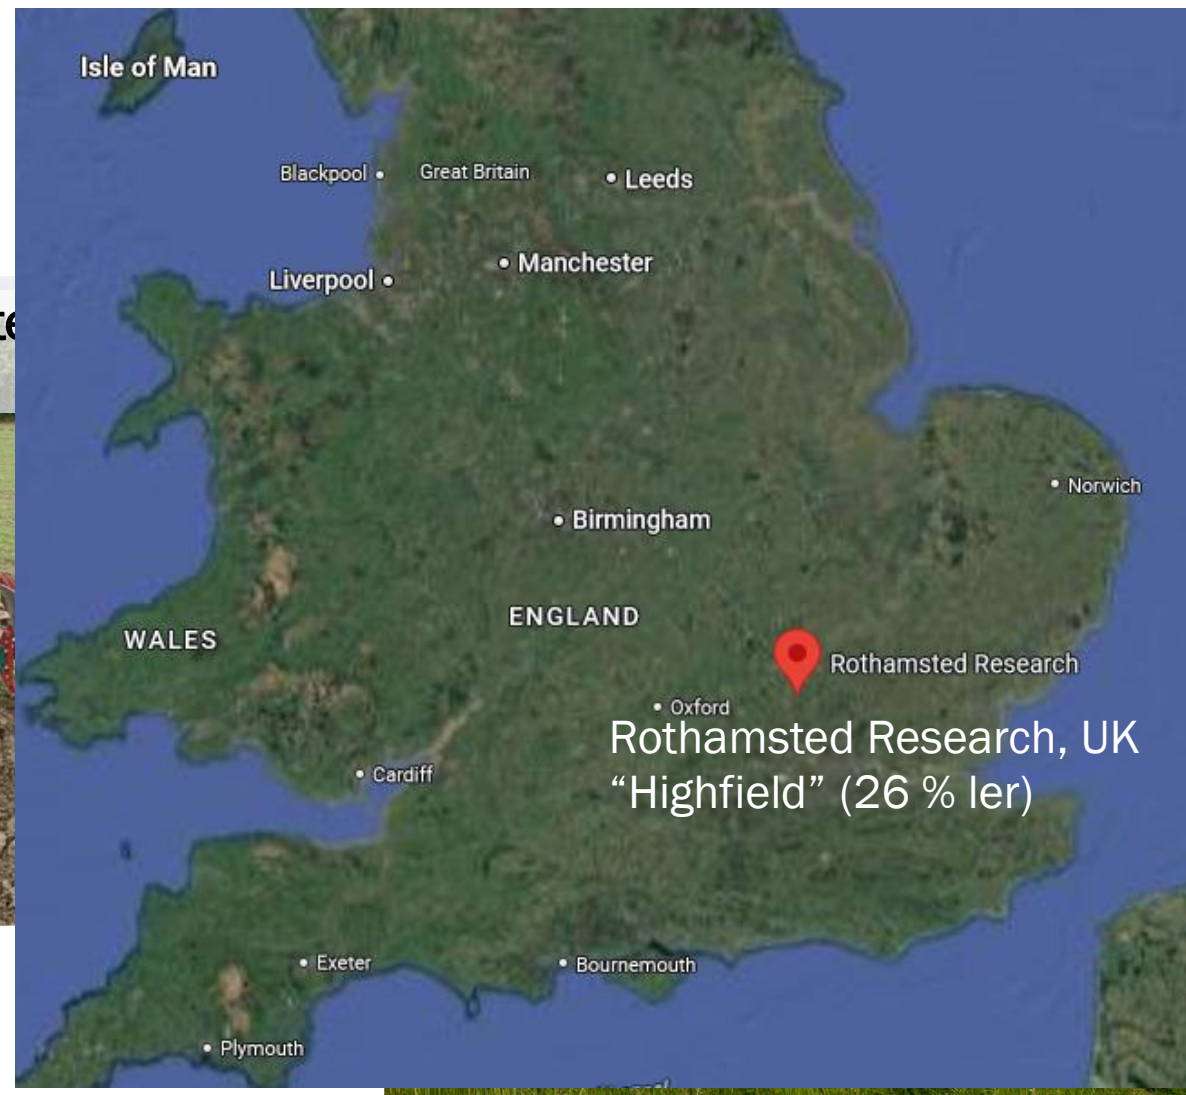 Isle of Man
Blackpool
Great Britain
Leeds
Manchester
Liverpool
Norwich
Birmingham
ENGLAND
WALES
Rothamsted Research
Oxford
Rothamsted Research, UK
“Highfield” (26 % ler)
Cardiff
Exeter
Bournemouth
Plymouth